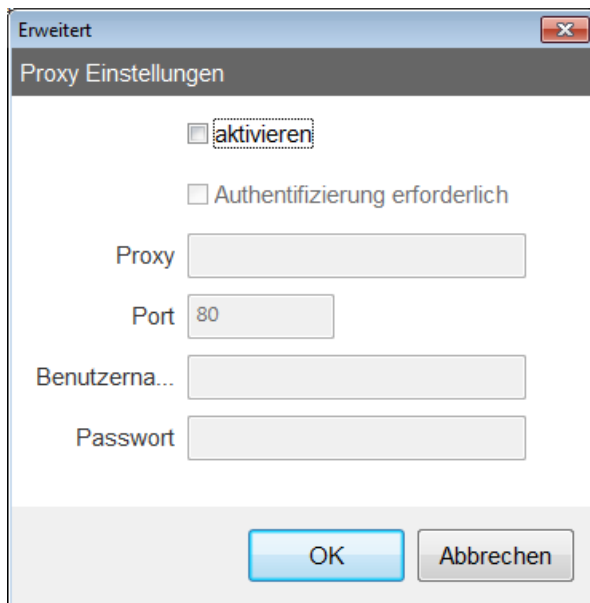 Erweitert
Proxy Einstellungen
aktivieren
Authentifizierung erforderlich
Proxy
Port 80
Benutzerna...
Passwort
OK Abbrechen